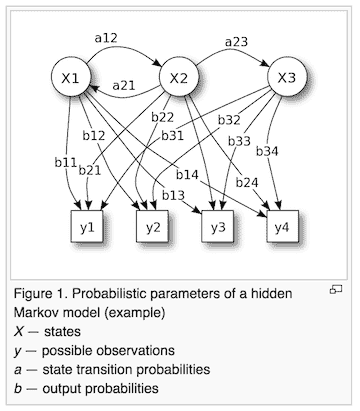 a12
a23
X1
X2
X3
a21
b12
b22
b31
b32
b33
b34
b11
b21
b14
b24
b13
y1
y2
y3
y4
Figure 1. Probabilistic parameters of a hidden
Markov model (example)
X — states
y — possible observations
a — state transition probabilities
b — output probabilities